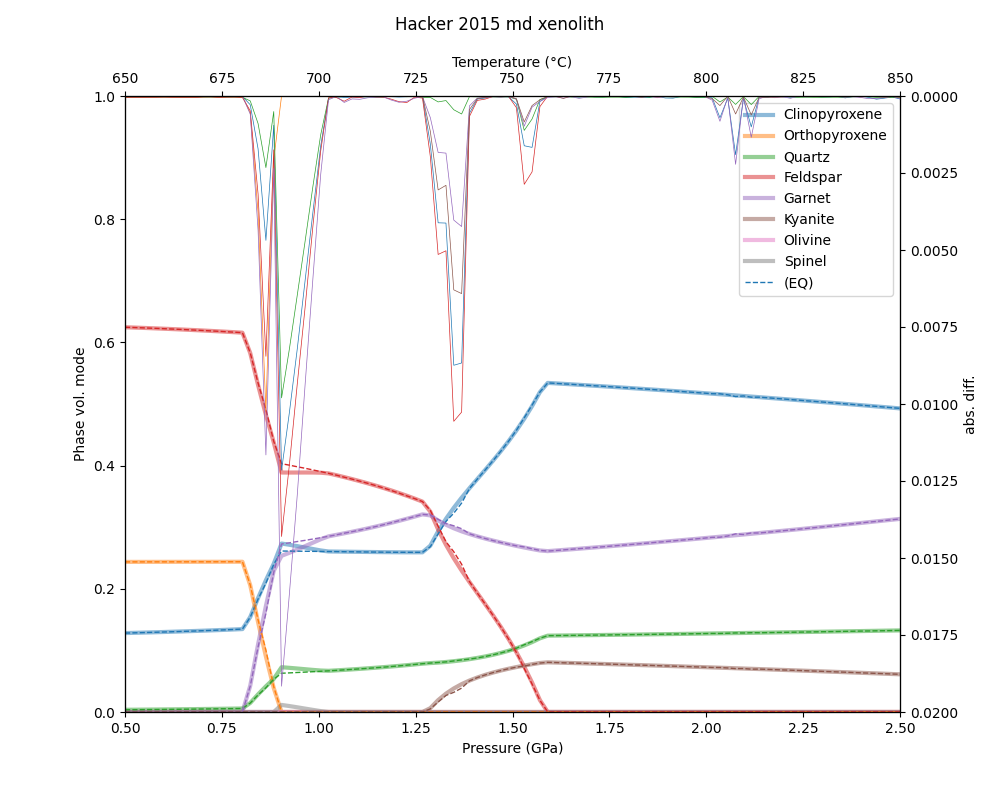 Hacker 2015 md xenolith
Temperature (°C)
650 675 700 725 750 775 800 825 850
1.0 0.8 0.6 0.4 0.2 0.0
Phase vol. mode
0.0000 0.0025 0.0050 0.0075 0.0100 0.0125 0.0150 0.0175 0.0200
abs. diff.
Clinopyroxene
Orthopyroxene
Quartz
Feldspar
Garnet
Kyanite
Olivine
Spinel
(EQ)
0.50 0.75 1.00 1.25 1.50 1.75 2.00 2.25 2.50
Pressure (GPa)